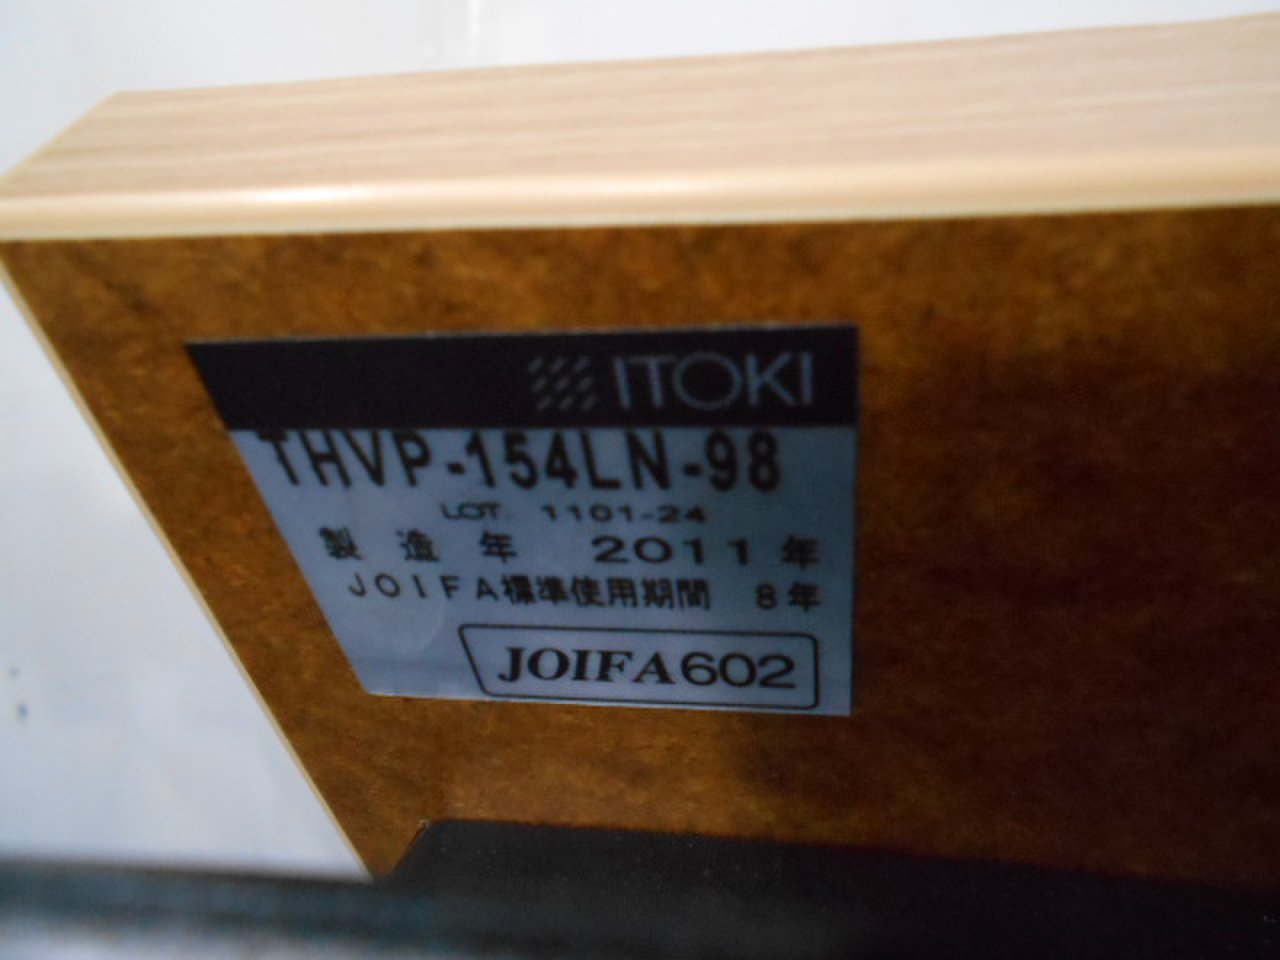 ITOKI
THVP-154LN-98
LOT 1101-24
製造年 2011年
JOIFA標準使用期間 8年
JOIFA602